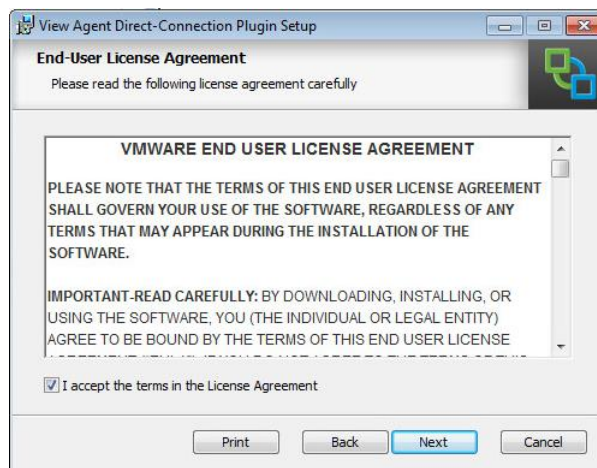 View Agent Direct-Connection Plugin Setup
End-User License Agreement
Please read the following license agreement carefully
VMWARE END USER LICENSE AGREEMENT
PLEASE NOTE THAT THE TERMS OF THIS END USER LICENSE AGREEMENT
SHALL GOVERN YOUR USE OF THE SOFTWARE, REGARDLESS OF ANY
TERMS THAT MAY APPEAR DURING THE INSTALLATION OF THE
SOFTWARE.
IMPORTANT-READ CAREFULLY: BY DOWNLOADING, INSTALLING, OR
USING THE SOFTWARE, YOU (THE INDIVIDUAL OR LEGAL ENTITY)
AGREE TO BE BOUND BY THE TERMS OF THIS END USER LICENSE
I accept the terms in the License Agreement
Print Back Next Cancel